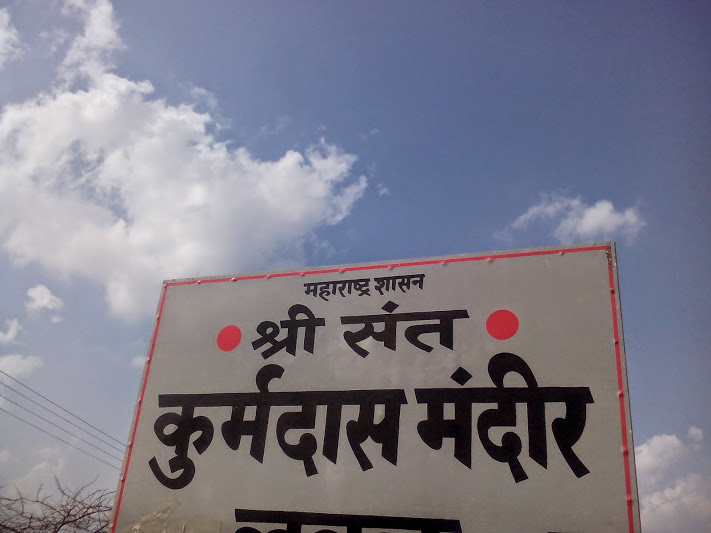 महाराष्ट्र शासन
श्री संत
कुर्मदास मंदीर